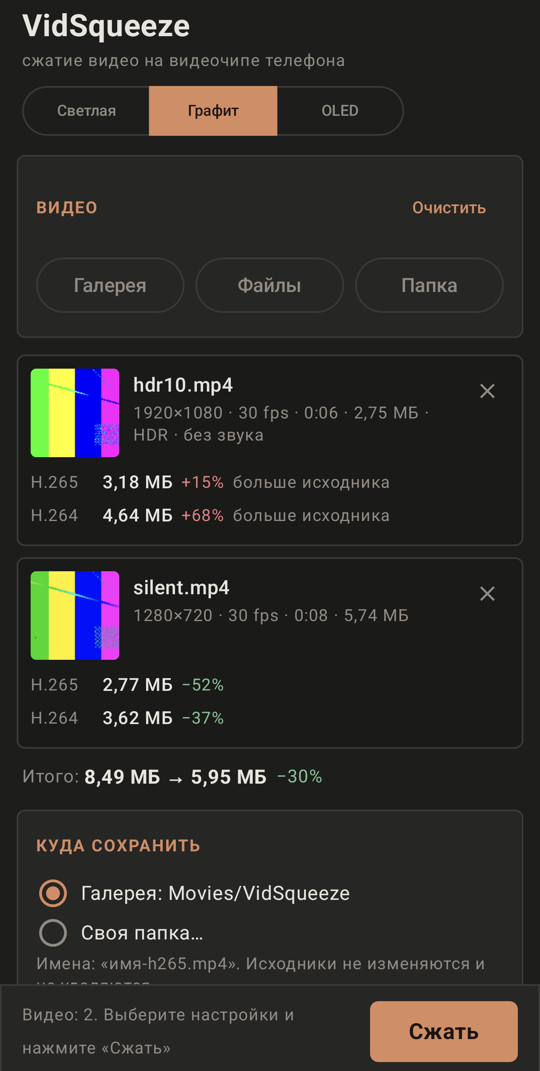 VidSqueeze
сжатие видео на видеочипе телефона
Светлая Графит OLED
ВИДЕО Очистить
Галерея Файлы Папка
hdr10.mp4
1920×1080 · 30 fps · 0:06 · 2,75 МБ ·
HDR · без звука
H.265 3,18 МБ +15% больше исходника
H.264 4,64 МБ +68% больше исходника
silent.mp4
1280×720 · 30 fps · 0:08 · 5,74 МБ
H.265 2,77 МБ −52%
H.264 3,62 МБ −37%
Итого: 8,49 МБ → 5,95 МБ −30%
КУДА СОХРАНИТЬ
Галерея: Movies/VidSqueeze
Своя папка…
Имена: «имя-h265.mp4». Исходники не изменяются и
Видео: 2. Выберите настройки и
нажмите «Сжать»
Сжать